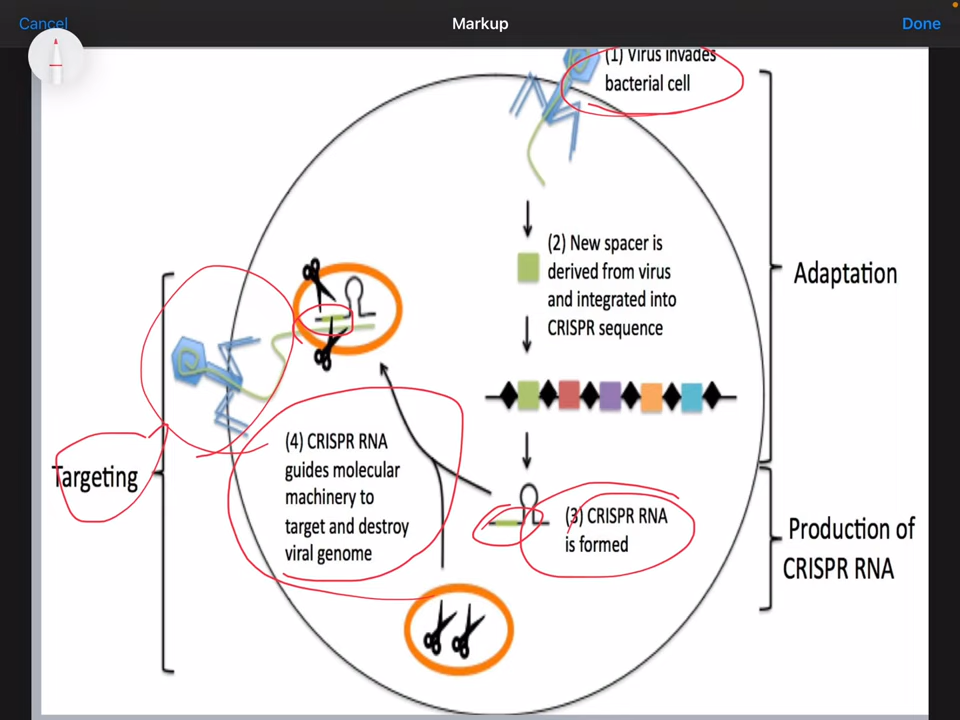 Cancel
Markup
Done
(1) Virus invades
bacterial cell
(2) New spacer is
derived from virus
and integrated into
CRISPR sequence
Adaptation
(4) CRISPR RNA
guides molecular
machinery to
target and destroy
viral genome
Targeting
(3) CRISPR RNA
is formed
Production of
CRISPR RNA